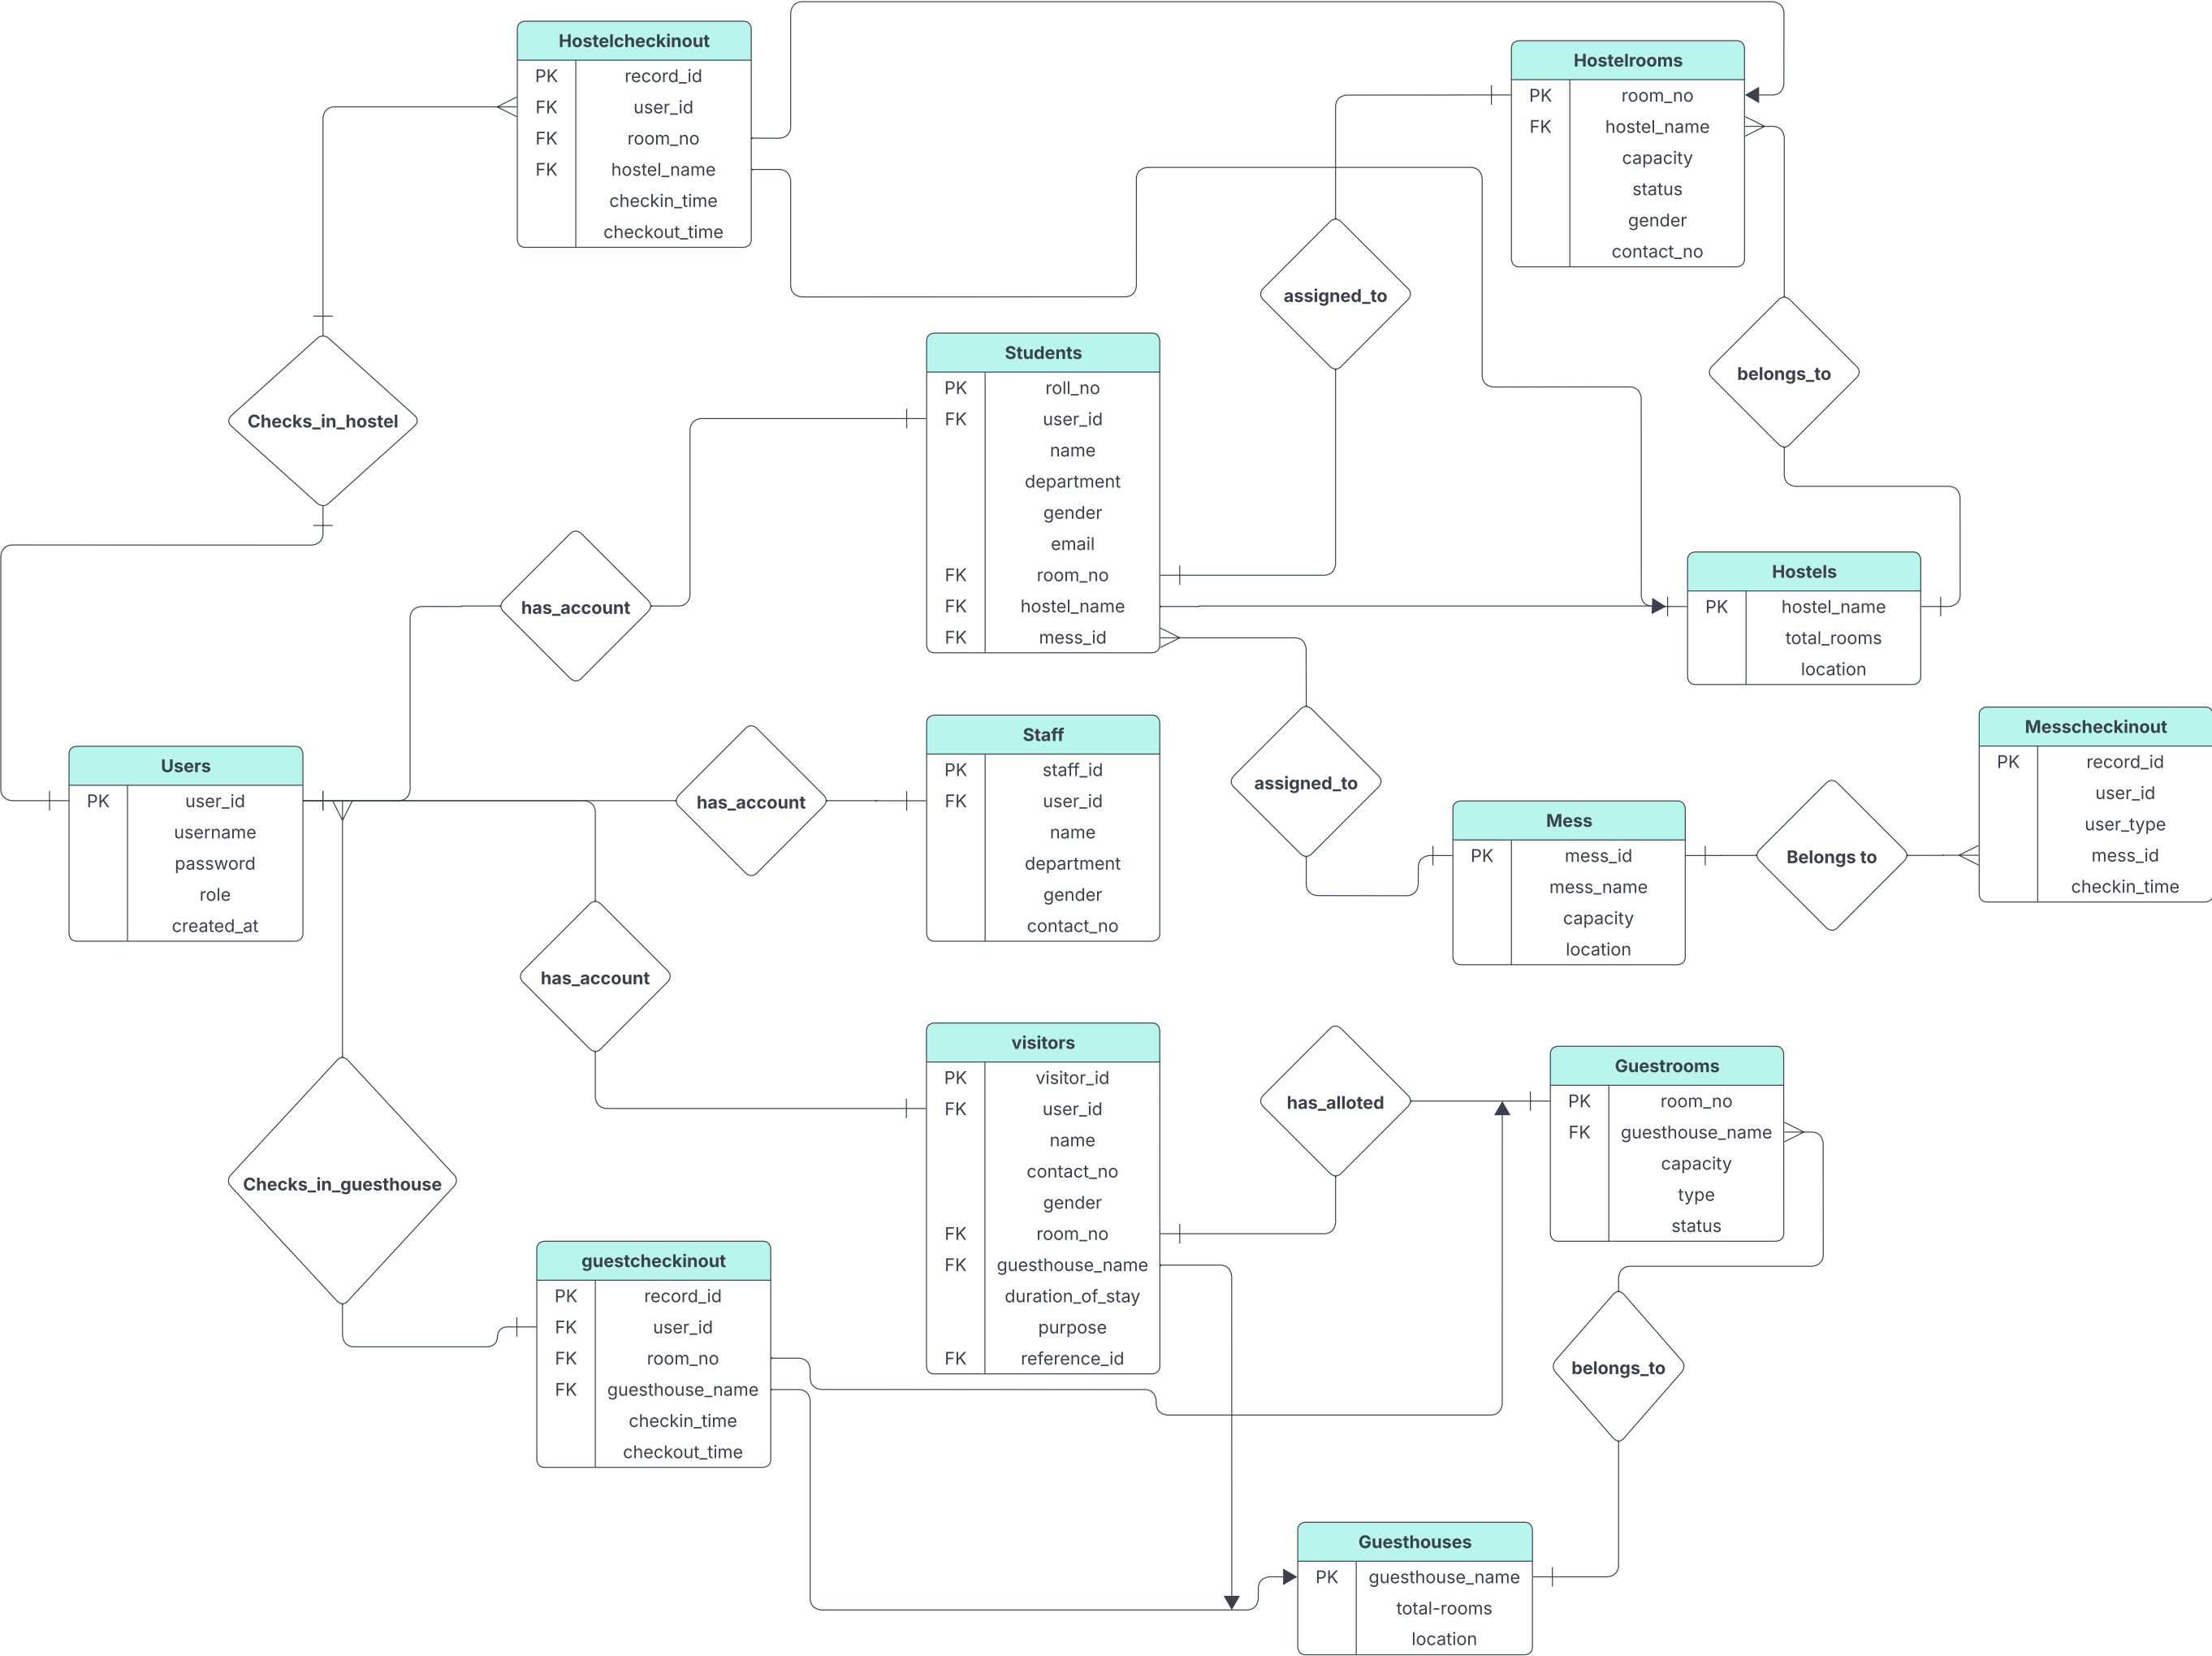 Hostelcheckinout
PK record_id
FK user_id
FK room_no
FK hostel_name
checkin_time
checkout_time
Hostelrooms
PK room_no
FK hostel_name
capacity
status
gender
contact_no
assigned_to
belongs_to
Checks_in_hostel
Students
PK roll_no
FK user_id
name
department
gender
email
FK room_no
FK hostel_name
FK mess_id
has_account
Hostels
PK hostel_name
total_rooms
location
Users
PK user_id
username
password
role
created_at
has_account
Staff
PK staff_id
FK user_id
name
department
gender
contact_no
assigned_to
Mess
PK mess_id
mess_name
capacity
location
Belongs to
Messcheckinout
PK record_id
user_id
user_type
mess_id
checkin_time
has_account
visitors
PK visitor_id
FK user_id
name
contact_no
gender
FK room_no
FK guesthouse_name
duration_of_stay
purpose
FK reference_id
has_alloted
Guestrooms
PK room_no
FK guesthouse_name
capacity
type
status
Checks_in_guesthouse
guestcheckinout
PK record_id
FK user_id
FK room_no
FK guesthouse_name
checkin_time
checkout_time
belongs_to
Guesthouses
PK guesthouse_name
total-rooms
location